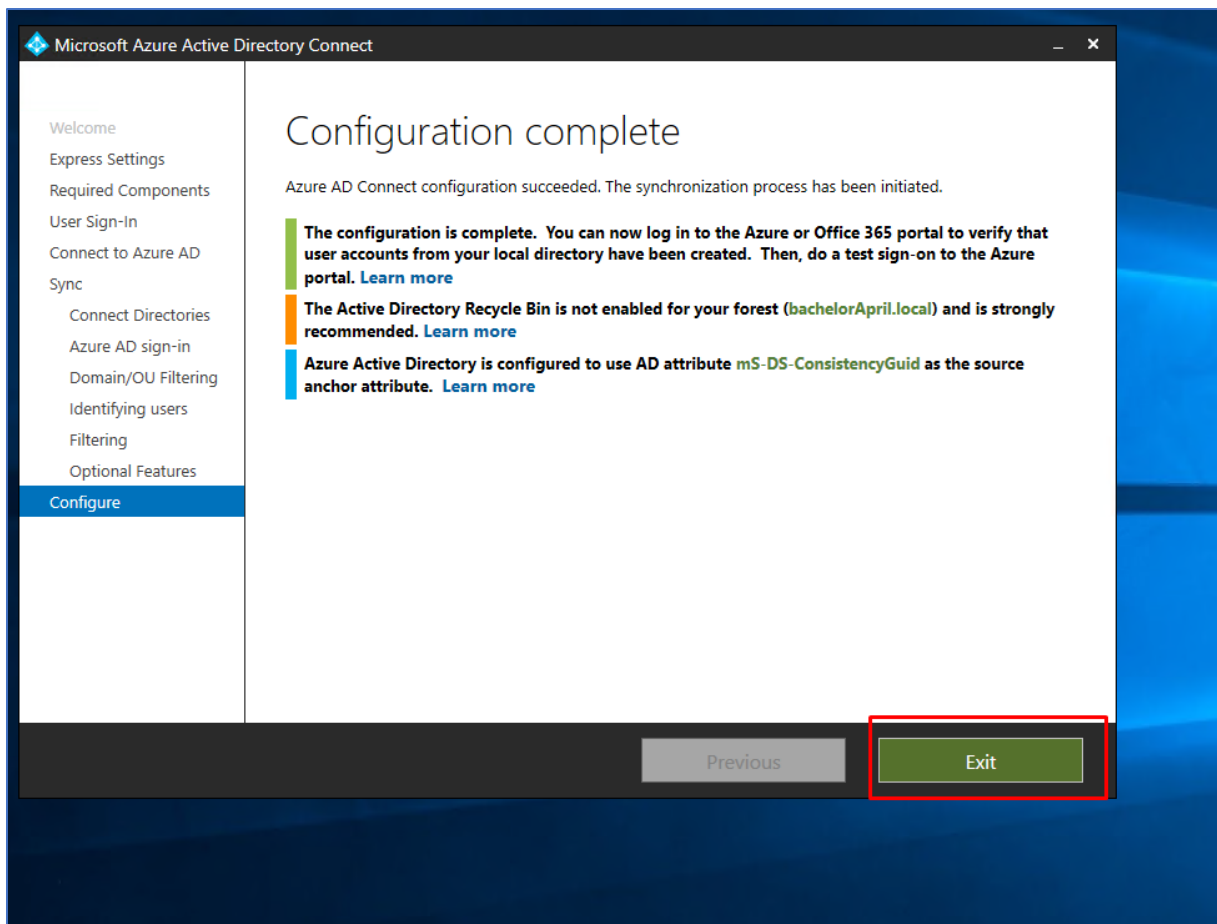 Microsoft Azure Active Directory Connect
Welcome
Express Settings
Required Components
User Sign-In
Connect to Azure AD
Sync
Connect Directories
Azure AD sign-in
Domain/OU Filtering
Identifying users
Filtering
Optional Features
Configure
Configuration complete
Azure AD Connect configuration succeeded. The synchronization process has been initiated.
The configuration is complete. You can now log in to the Azure or Office 365 portal to verify that
user accounts from your local directory have been created. Then, do a test sign-on to the Azure
portal. Learn more
The Active Directory Recycle Bin is not enabled for your forest (bachelorApril.local) and is strongly
recommended. Learn more
Azure Active Directory is configured to use AD attribute mS-DS-ConsistencyGuid as the source
anchor attribute. Learn more
Previous
Exit